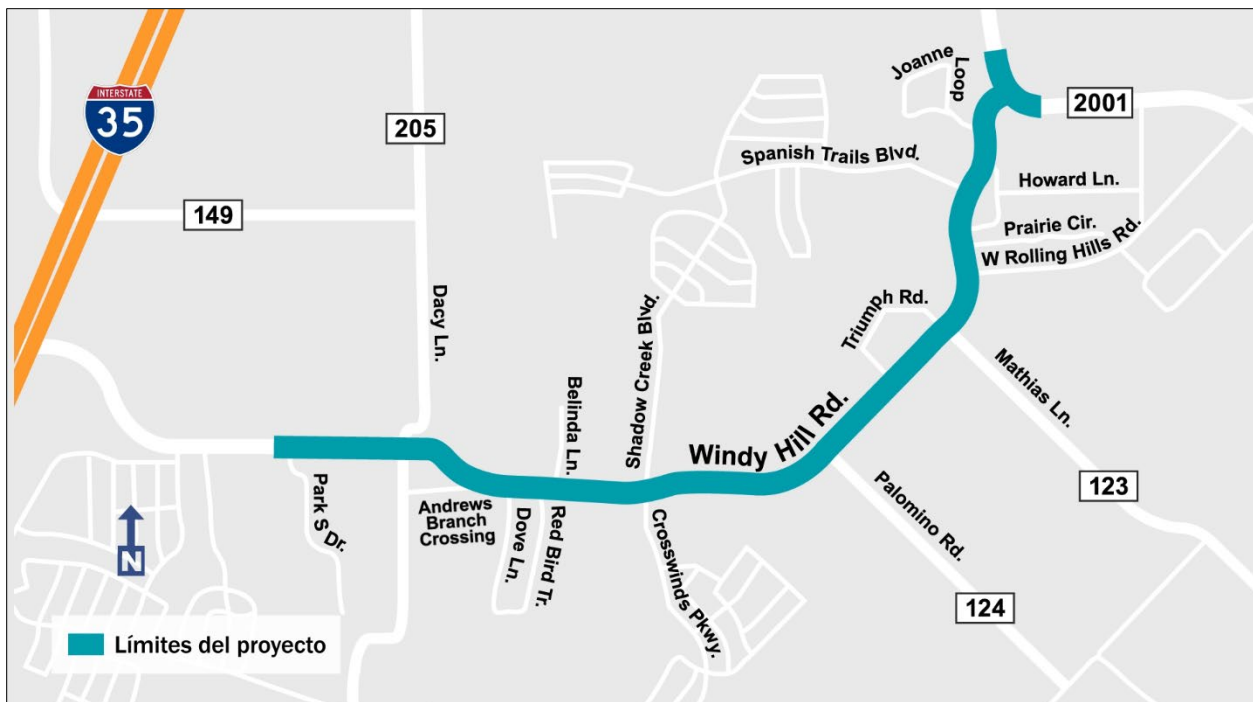 INTERSTATE
35
205
149
2001
Joanne
Loop
Spanish Trails Blvd.
Howard Ln.
Prairie Cir.
W Rolling Hills Rd.
Triumph Rd.
Dacy Ln.
Shadow Creek Blvd.
Belinda Ln.
Mathias Ln.
Windy Hill Rd.
Park S Dr.
Andrews
Branch
Crossing
Dove Ln.
Red Bird Tr.
Crosswinds Pkwy.
Palomino Rd.
123
124
N
Límites del proyecto